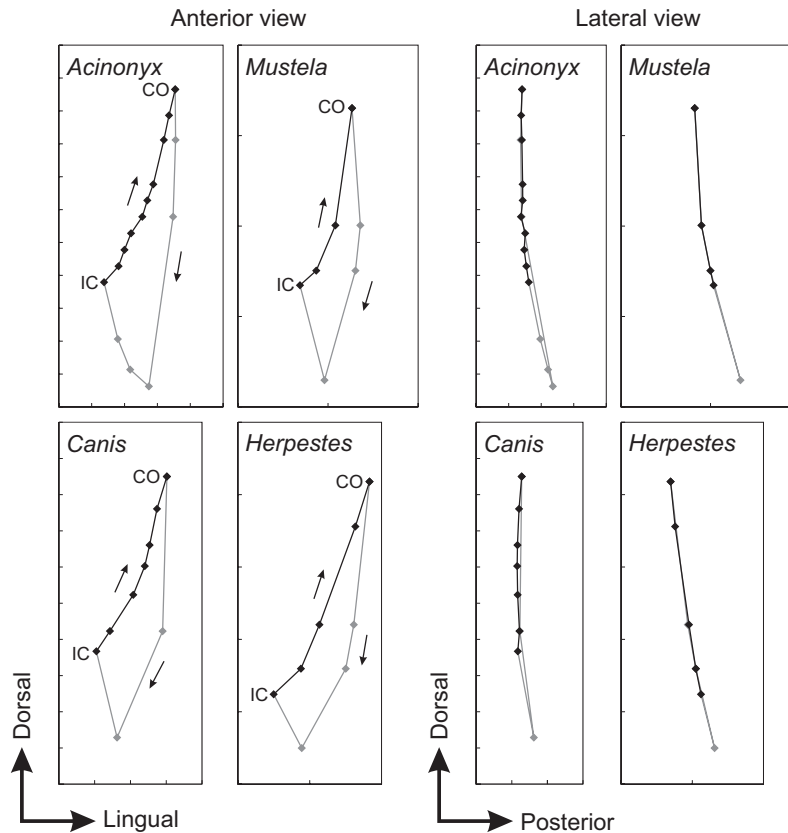 Anterior view
Lateral view
Acinonyx
Mustela
Acinonyx
Mustela
CO
CO
IC
IC
Canis
Herpestes
Canis
Herpestes
CO
CO
IC
IC
Dorsal
Lingual
Dorsal
Posterior